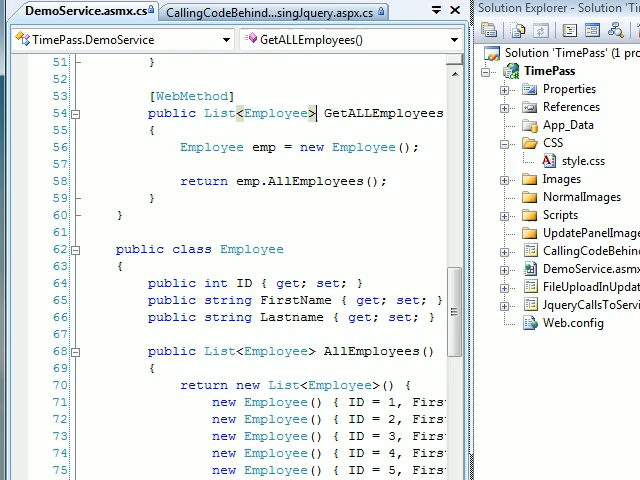 DemoService.asmx.cs
CallingCodeBehind...singJquery.aspx.cs
TimePass.DemoService
GetALLEmployees()
51 }
52
53 [WebMethod]
54 public List<Employee> GetALLEmployees
55 {
56 Employee emp = new Employee();
57
58 return emp.AllEmployees();
59 }
60 }
61
62 public class Employee
63 {
64 public int ID { get; set; }
65 public string FirstName { get; set; }
66 public string Lastname { get; set; }
67
68 public List<Employee> AllEmployees()
69 {
70 return new List<Employee>() {
71 new Employee() { ID = 1, Firs
72 new Employee() { ID = 2, Firs
73 new Employee() { ID = 3, Firs
74 new Employee() { ID = 4, Firs
75 new Employee() { ID = 5, Firs
Solution Explorer - Solution 'Ti
Solution 'TimePass' (1 pro
TimePass
Properties
References
App_Data
CSS
style.css
Images
NormalImages
Scripts
UpdatePanelImage
CallingCodeBehin
DemoService.asmx
FileUploadInUpdat
JqueryCallsToServi
Web.config